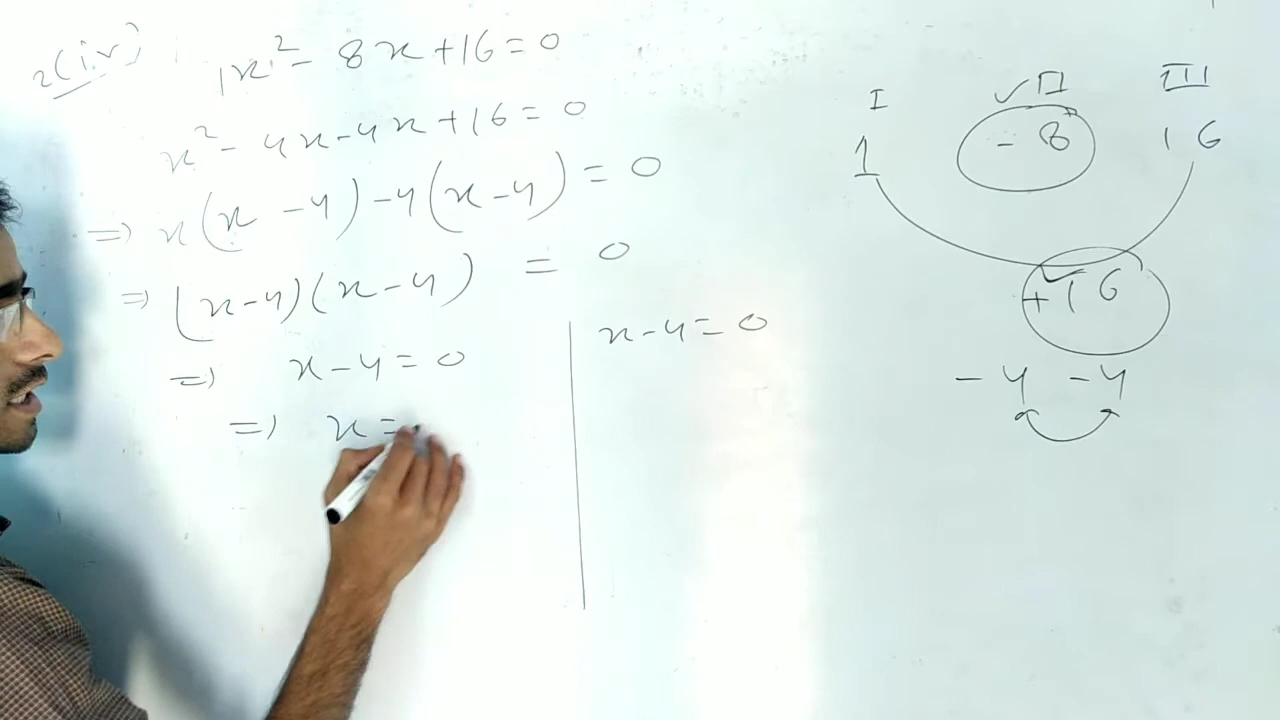 2(iv) 1x² - 8x + 16 = 0
x² - 4x - 4x + 16 = 0
=> x(x - 4) - 4(x - 4) = 0
=> (x - 4)(x - 4) = 0
=> x - 4 = 0
x - 4 = 0
=> x =
I ✓II III
1 - 8 16
+16
- 4 - 4